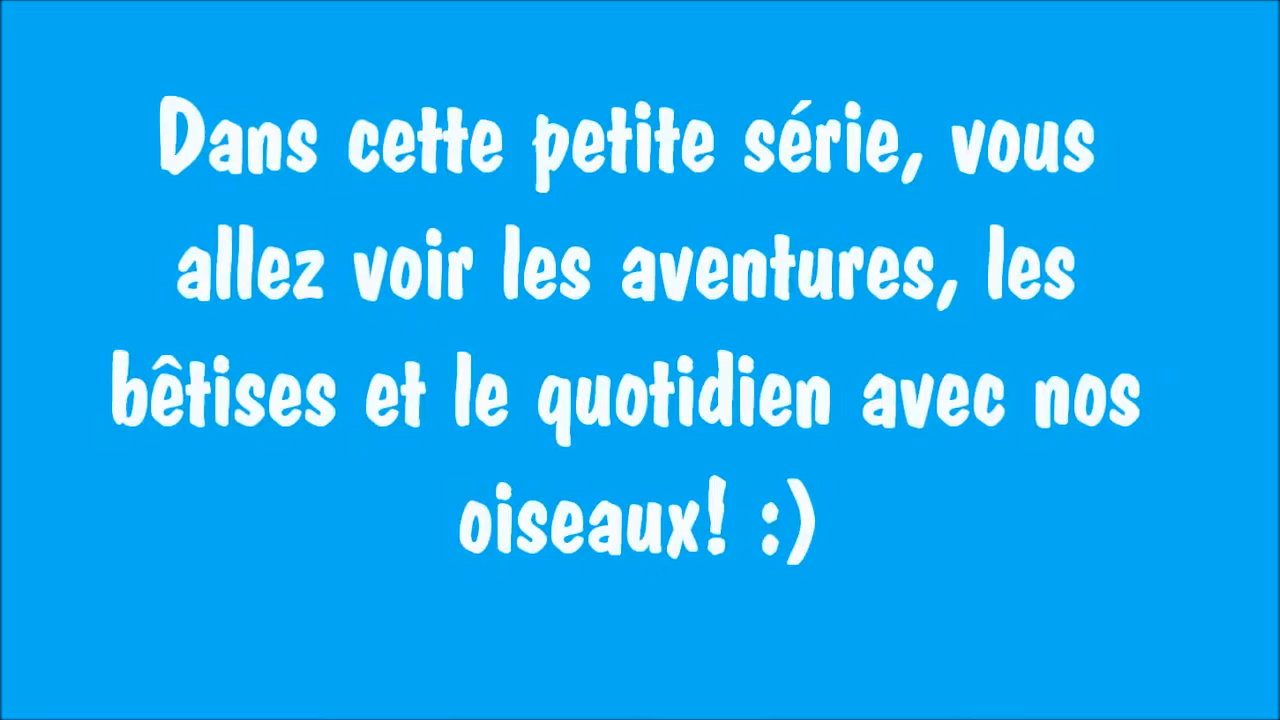 Dans cette petite série, vous
allez voir les aventures, les
bêtises et le quotidien avec nos
oiseaux! :)